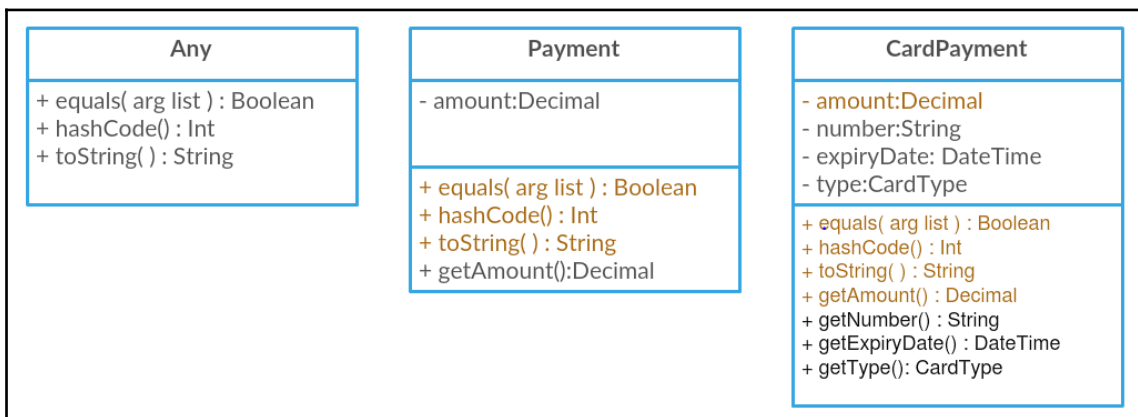 Any
+ equals( arg list ) : Boolean
+ hashCode() : Int
+ toString( ) : String
Payment
- amount:Decimal
+ equals( arg list ) : Boolean
+ hashCode() : Int
+ toString( ) : String
+ getAmount():Decimal
CardPayment
- amount:Decimal
- number:String
- expiryDate: DateTime
- type:CardType
+ equals( arg list ) : Boolean
+ hashCode() : Int
+ toString( ) : String
+ getAmount() : Decimal
+ getNumber() : String
+ getExpiryDate() : DateTime
+ getType(): CardType